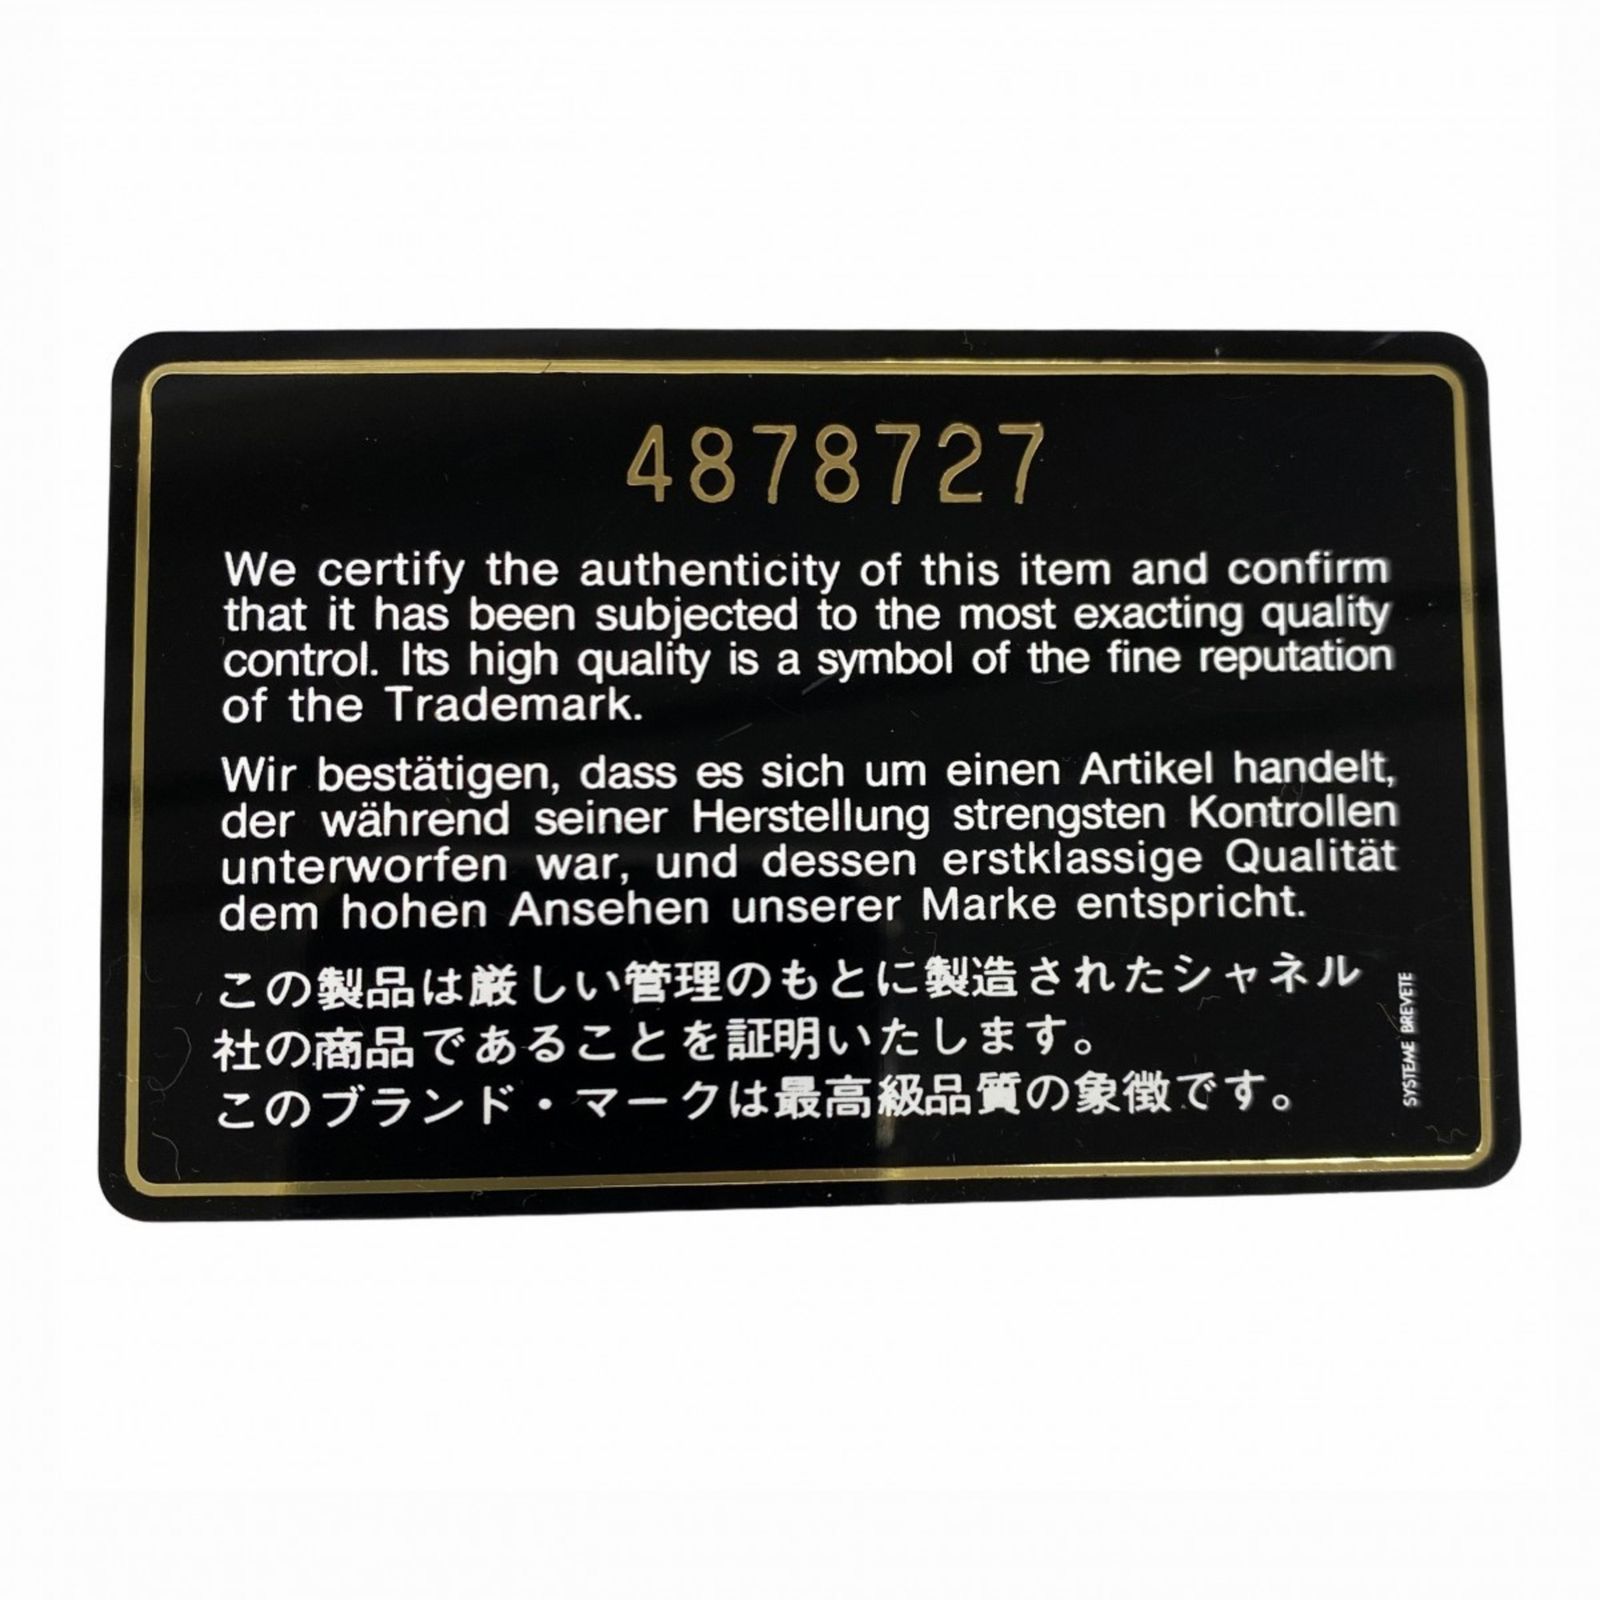 4878727
We certify the authenticity of this item and confirm
that it has been subjected to the most exacting quality
control. Its high quality is a symbol of the fine reputation
of the Trademark.
Wir bestätigen, dass es sich um einen Artikel handelt,
der während seiner Herstellung strengsten Kontrollen
unterworfen war, und dessen erstklassige Qualität
dem hohen Ansehen unserer Marke entspricht.
この製品は厳しい管理のもとに製造されたシャネル
社の商品であることを証明いたします。
このブランド・マークは最高級品質の象徴です。
SYSTEME BREVETE